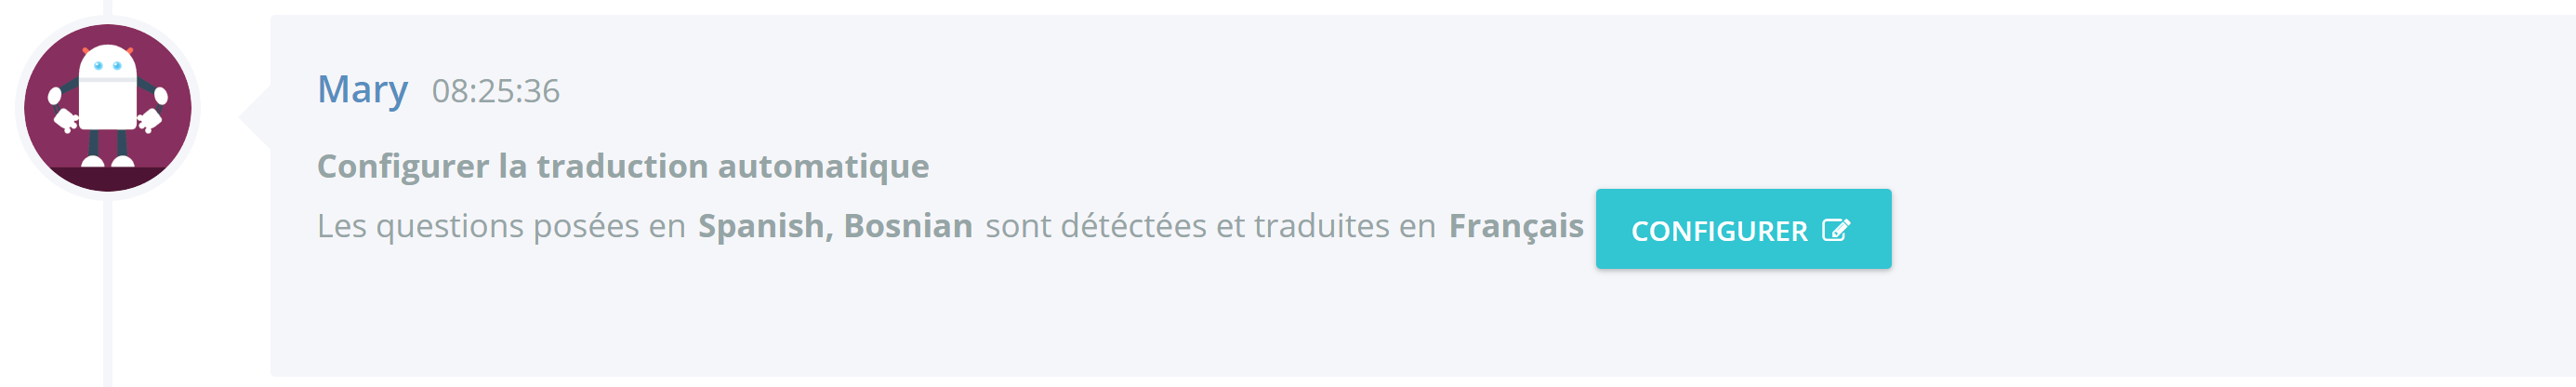 Mary 08:25:36
Configurer la traduction automatique
Les questions posées en Spanish, Bosnian sont détéctées et traduites en Français CONFIGURER